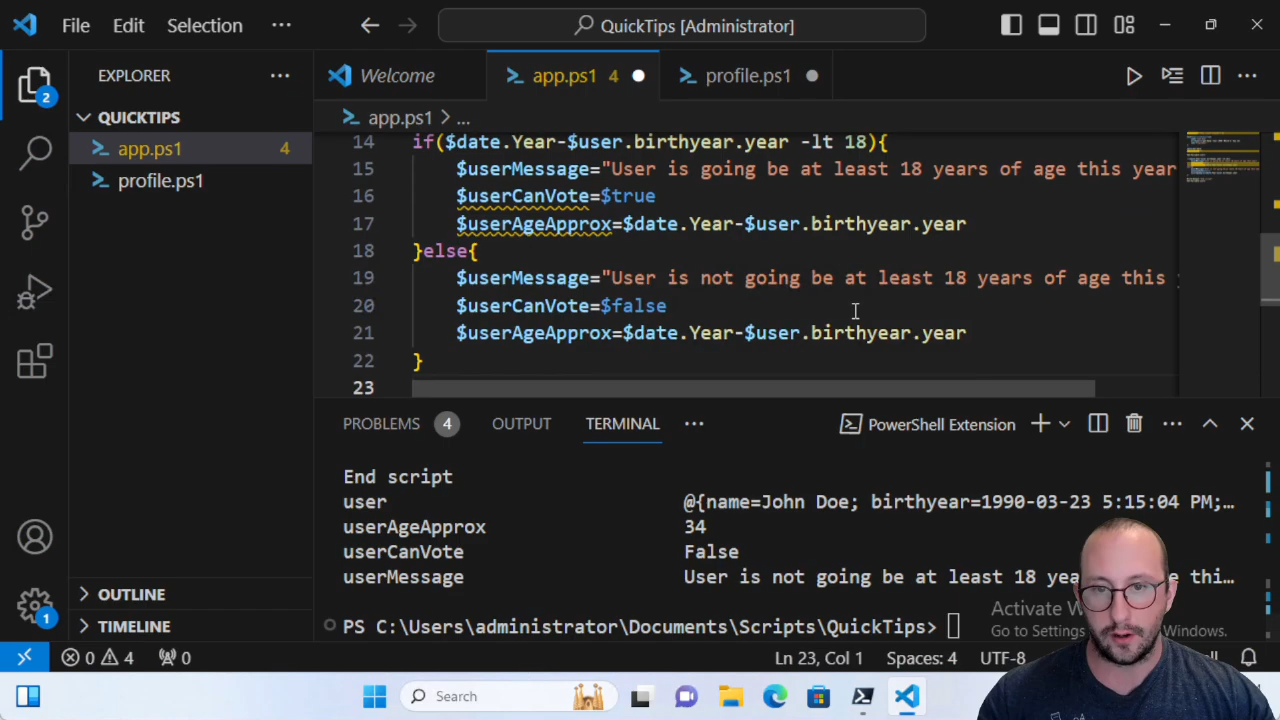 File Edit Selection ··· QuickTips [Administrator]
EXPLORER ···
Welcome app.ps1 4 profile.ps1
QUICKTIPS
app.ps1 4
profile.ps1
app.ps1 > ...
14 if($date.Year-$user.birthyear.year -lt 18){
15 $userMessage="User is going be at least 18 years of age this year
16 $userCanVote=$true
17 $userAgeApprox=$date.Year-$user.birthyear.year
18 }else{
19 $userMessage="User is not going be at least 18 years of age this
20 $userCanVote=$false
21 $userAgeApprox=$date.Year-$user.birthyear.year
22 }
23
PROBLEMS 4 OUTPUT TERMINAL ··· PowerShell Extension
End script
user @{name=John Doe; birthyear=1990-03-23 5:15:04 PM;…
userAgeApprox 34
userCanVote False
userMessage User is not going be at least 18 thi…
PS C:\Users\administrator\Documents\Scripts\QuickTips>
Activate
Go to Settings Windows.
2
1
OUTLINE
TIMELINE
0 4 0 Ln 23, Col 1 Spaces: 4 UTF-8
Search